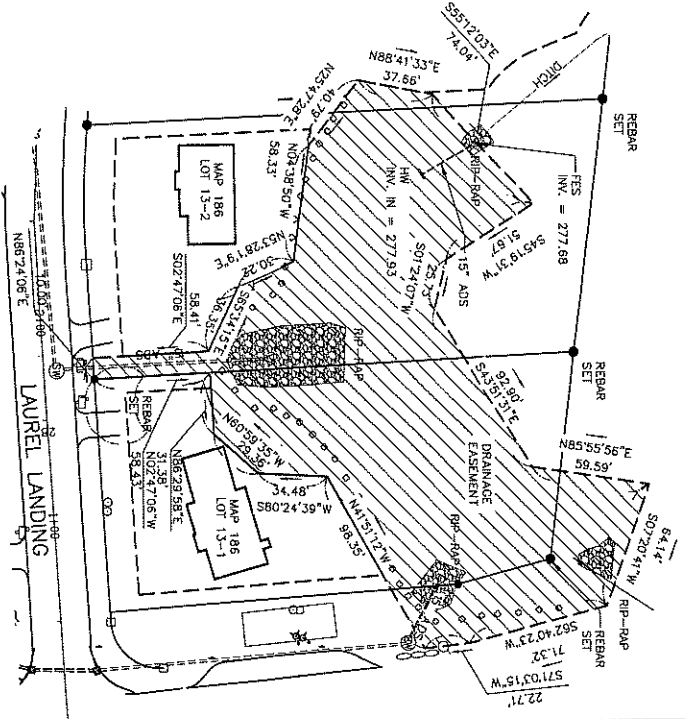 S55°12'03"E
74.04'
N88°41'33"E
37.66'
DITCH
REBAR
SET
FES
INV. = 277.68
RIP-RAP
HW
INV. IN = 277.93
15" ADS
S45°19'31"W
51.67'
S01°24'07"W
25.73'
N25°47'28"E
40.79'
N04°38'50"W
58.33'
N53°28'19"E
30.22'
MAP 186
LOT 13-2
S65°34'15"E
36.35'
S02°47'06"E
58.41'
N86°24'06"E
10.00'
ADS
RIP-RAP
REBAR
SET
S43°51'31"E
92.90'
DRAINAGE
EASEMENT
N85°55'56"E
59.59'
64.14'
S07°20'41"W
RIP-RAP
REBAR
SET
S62°40'23"W
71.32'
S71°03'15"W
22.71'
RIP-RAP
N41°51'12"W
98.35'
34.48'
S80°24'39"W
N60°59'35"W
29.36'
N86°29'58"E
31.38'
N02°47'06"W
58.43'
REBAR
SET
MAP 186
LOT 13-1
LAUREL LANDING